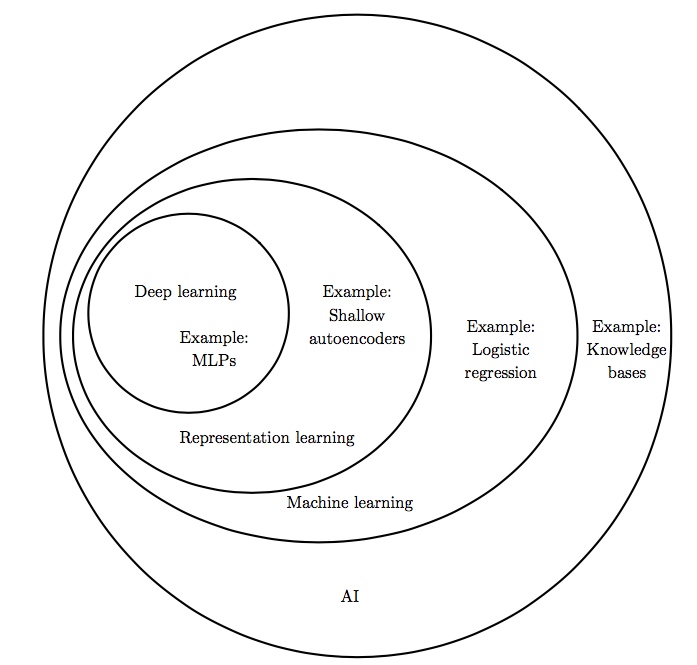 Deep learning
Example:
MLPs
Example:
Shallow
autoencoders
Example:
Logistic
regression
Example:
Knowledge
bases
Representation learning
Machine learning
AI